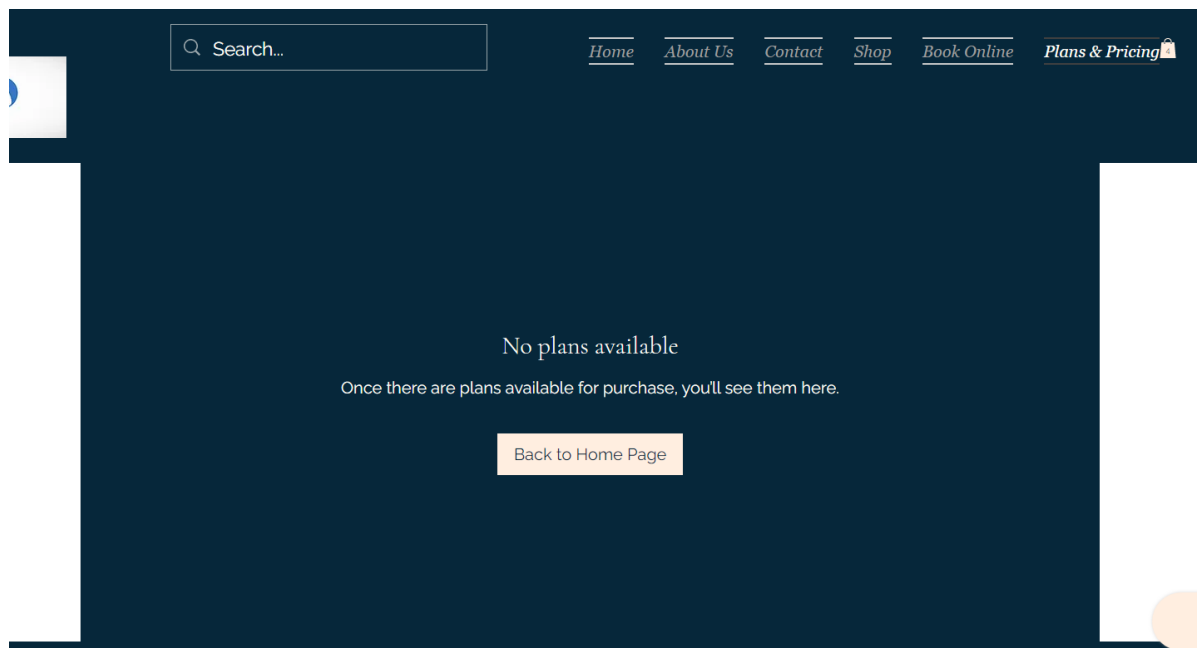 Search...
Home About Us Contact Shop Book Online Plans & Pricing 4
No plans available
Once there are plans available for purchase, you'll see them here.
Back to Home Page